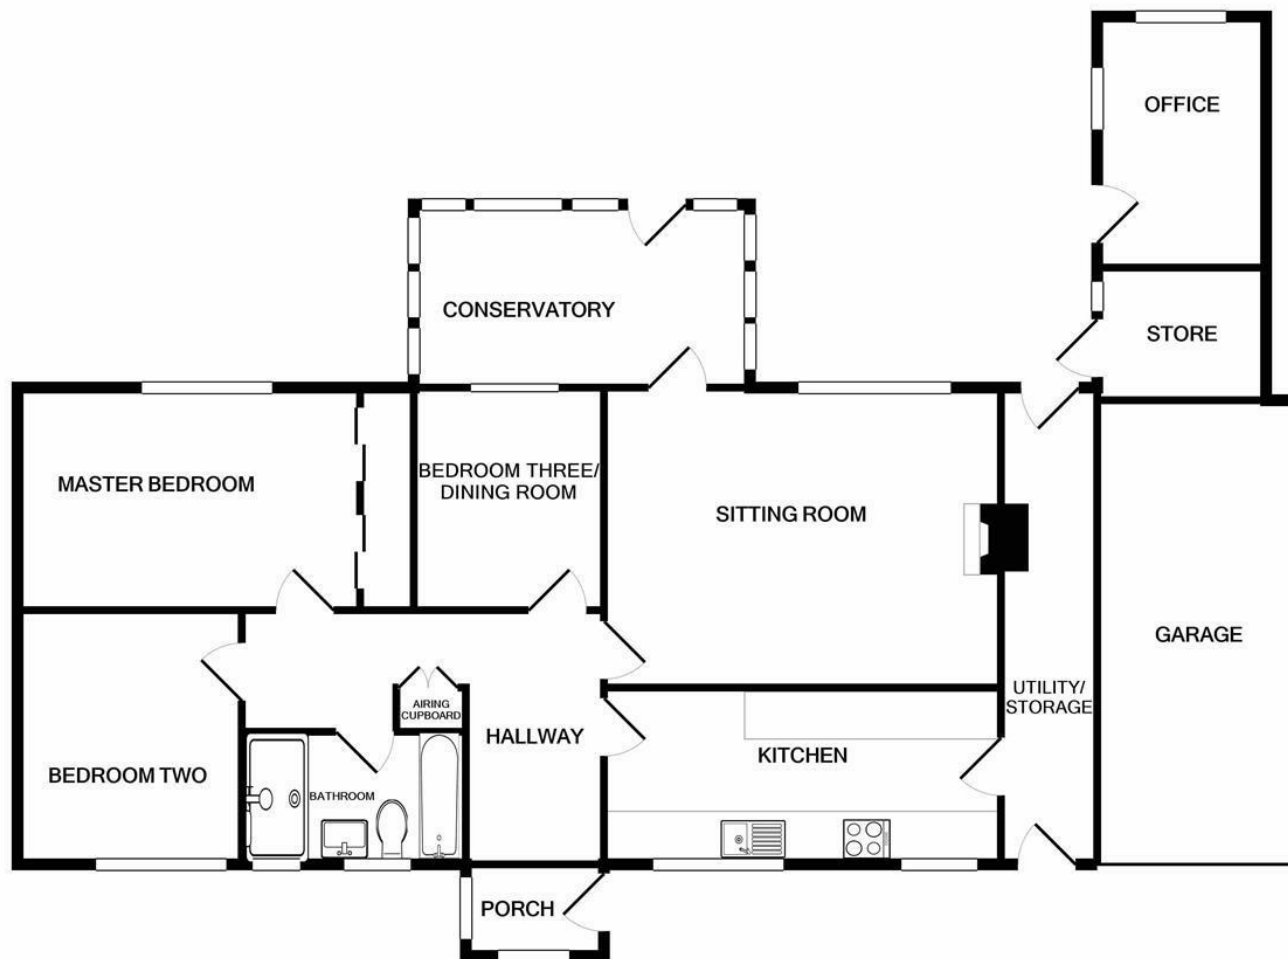 OFFICE
CONSERVATORY
STORE
MASTER BEDROOM
BEDROOM THREE/
DINING ROOM
SITTING ROOM
GARAGE
UTILITY/
STORAGE
AIRING
CUPBOARD
HALLWAY
KITCHEN
BEDROOM TWO
BATHROOM
PORCH